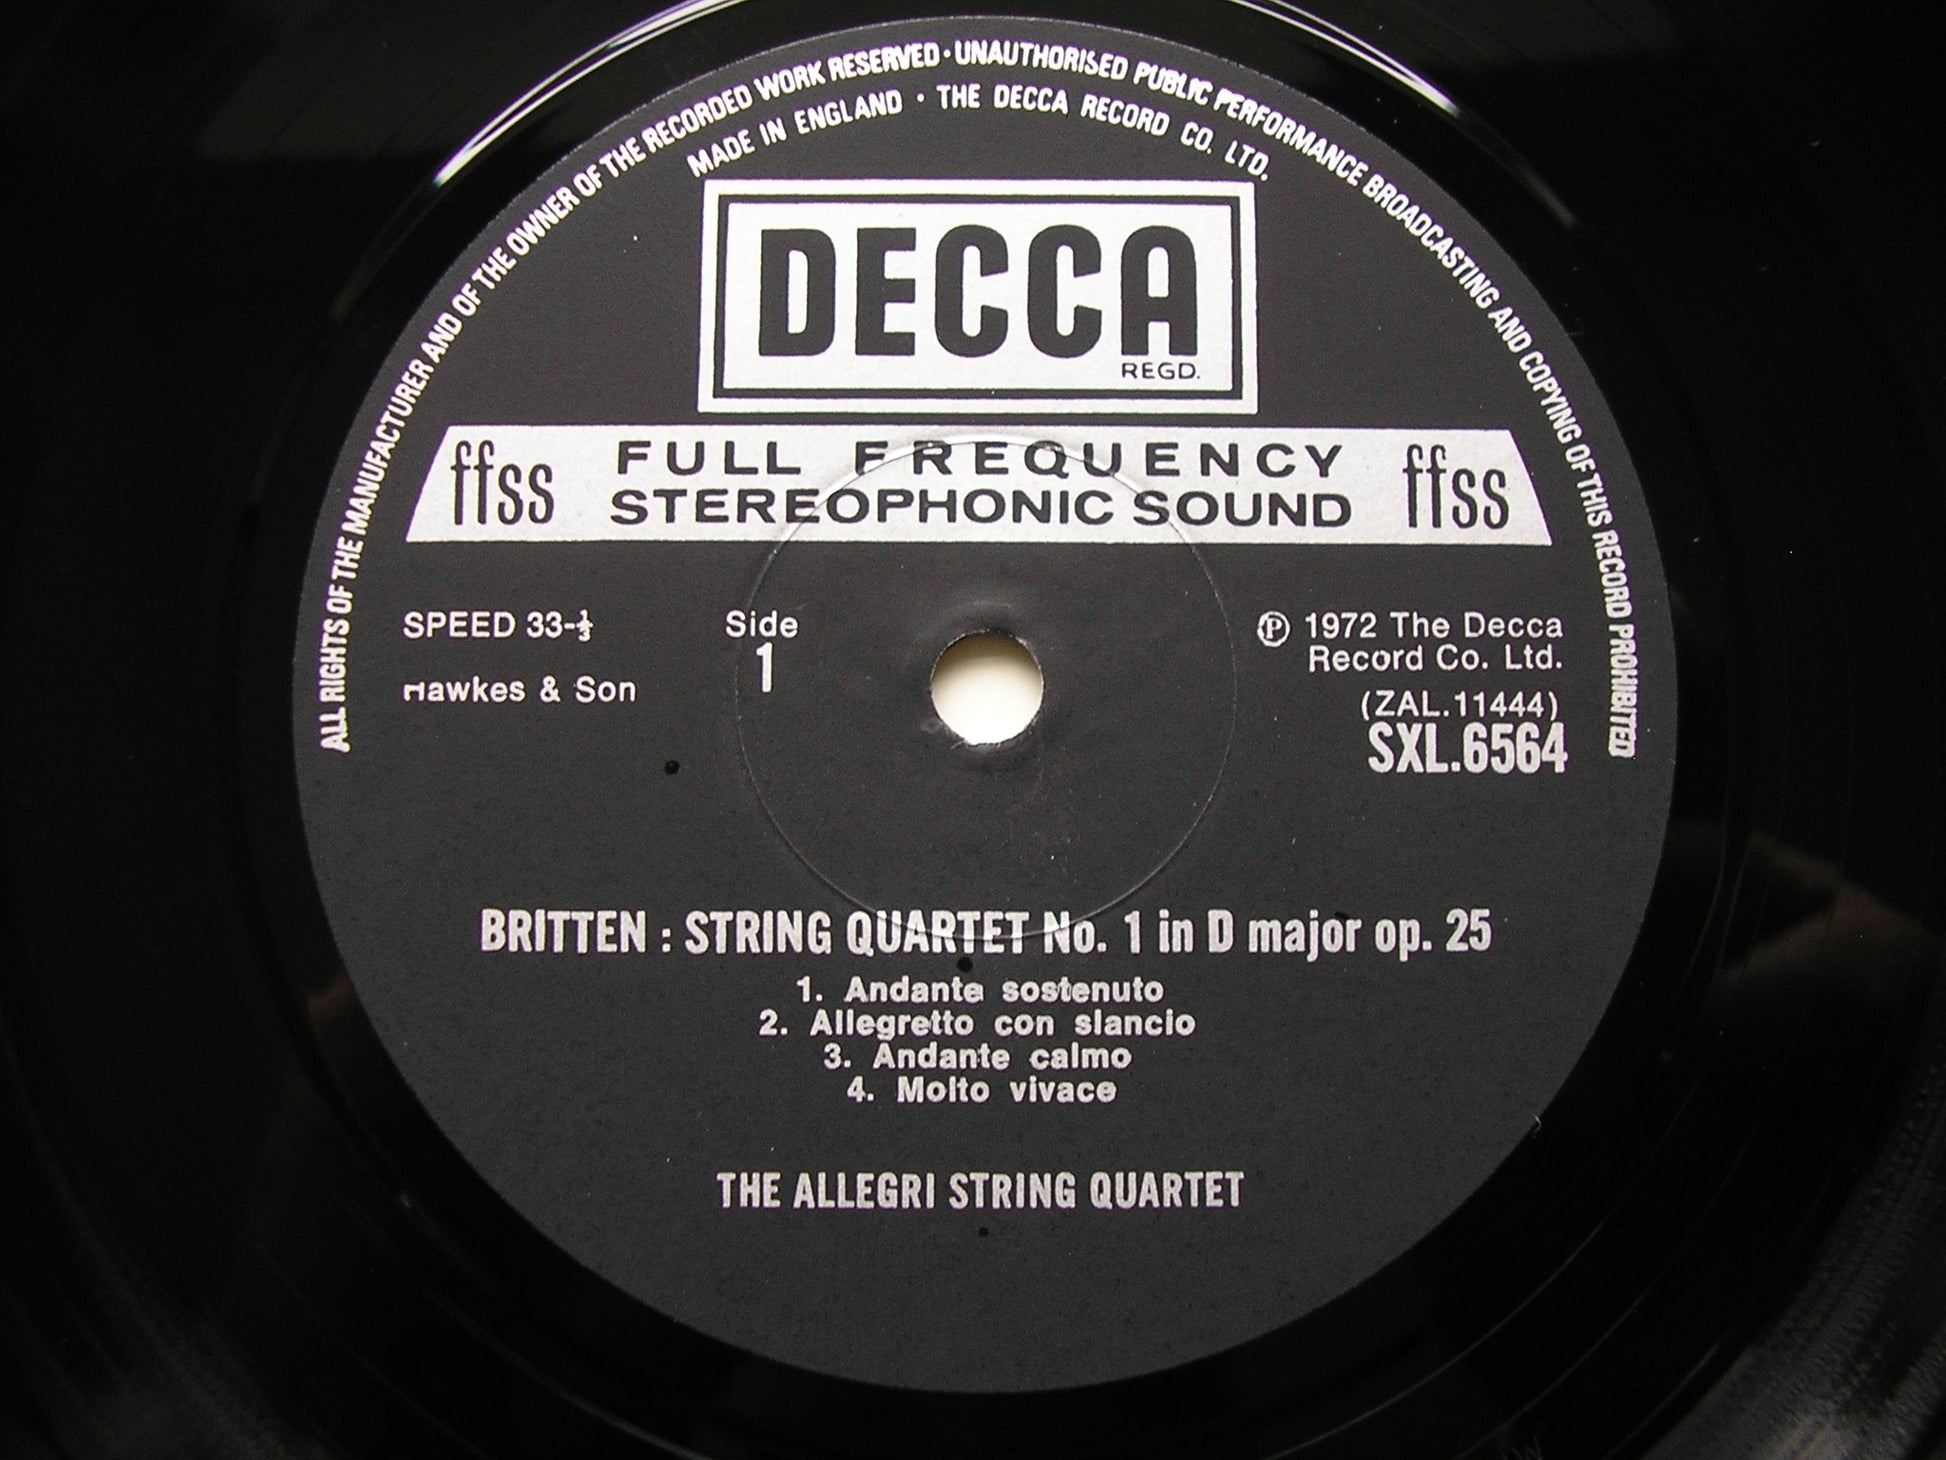 ALL RIGHTS OF THE MANUFACTURER AND OF THE OWNER OF THE RECORDED WORK RESERVED · UNAUTHORISED PUBLIC PERFORMANCE BROADCASTING AND COPYING OF THIS RECORD PROHIBITED
MADE IN ENGLAND · THE DECCA RECORD CO. LTD.
DECCA
REGD.
ffss FULL FREQUENCY ffss
STEREOPHONIC SOUND
SPEED 33-⅓
Side
1
Ⓟ 1972 The Decca
Record Co. Ltd.
Hawkes & Son
(ZAL.11444)
SXL.6564
BRITTEN : STRING QUARTET No. 1 in D major op. 25
1. Andante sostenuto
2. Allegretto con slancio
3. Andante calmo
4. Molto vivace
THE ALLEGRI STRING QUARTET